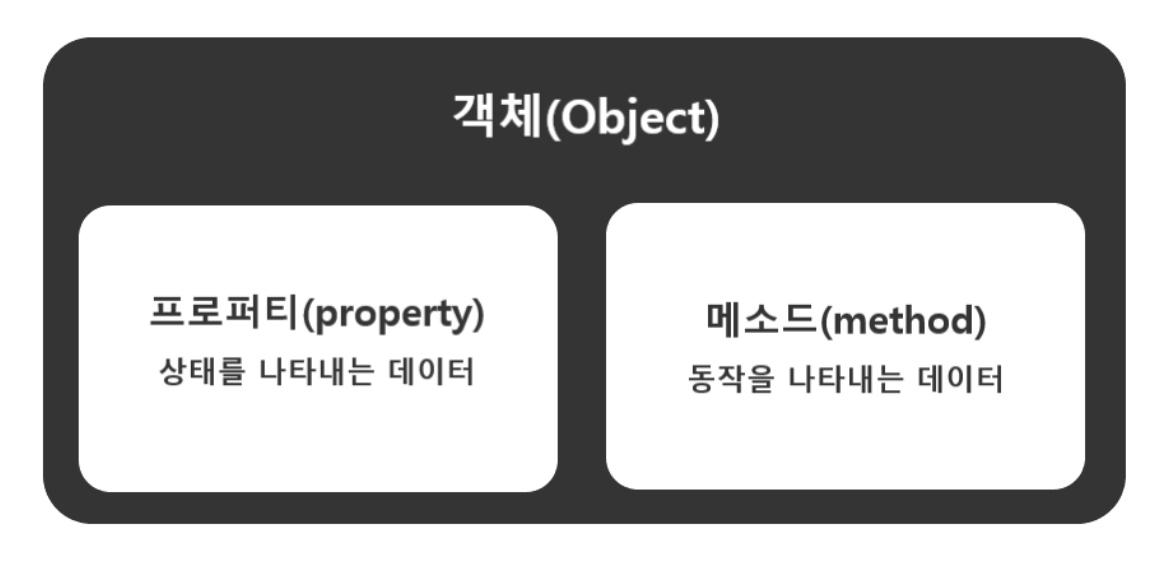 객체(Object)
프로퍼티(property)
상태를 나타내는 데이터
메소드(method)
동작을 나타내는 데이터